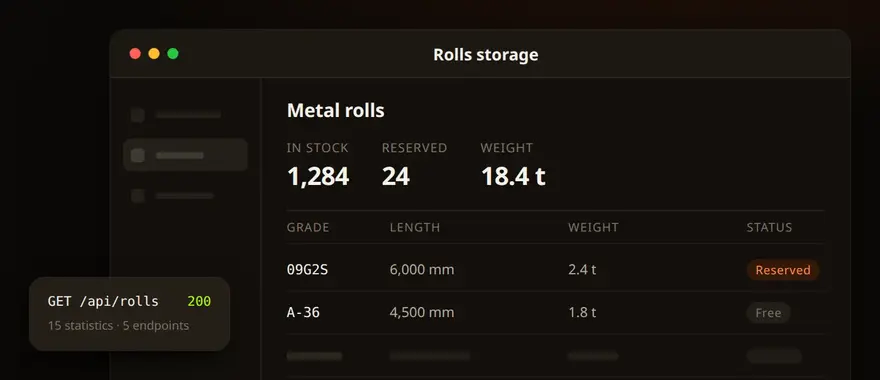 Rolls storage
Metal rolls
IN STOCK RESERVED WEIGHT
1,284 24 18.4 t
GRADE LENGTH WEIGHT STATUS
09G2S 6,000 mm 2.4 t Reserved
A-36 4,500 mm 1.8 t Free
GET /api/rolls 200
15 statistics · 5 endpoints